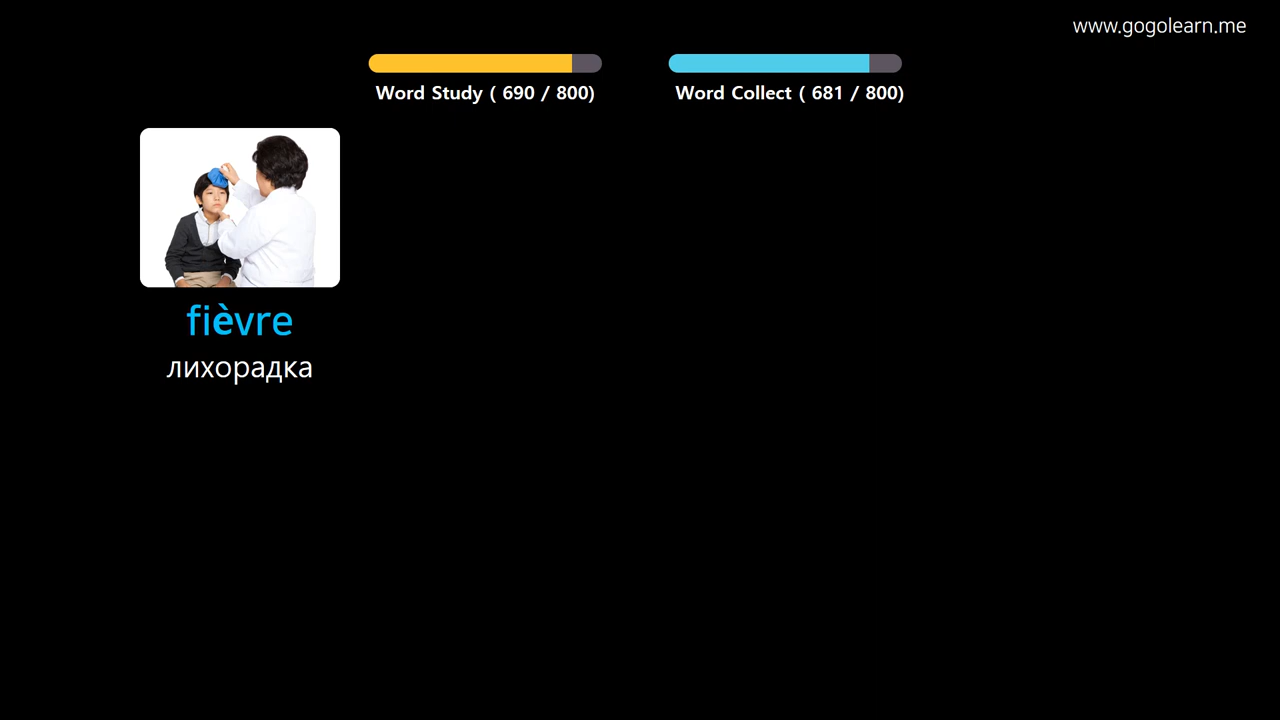 www.gogolearn.me
Word Study ( 690 / 800)
Word Collect ( 681 / 800)
fièvre
лихорадка